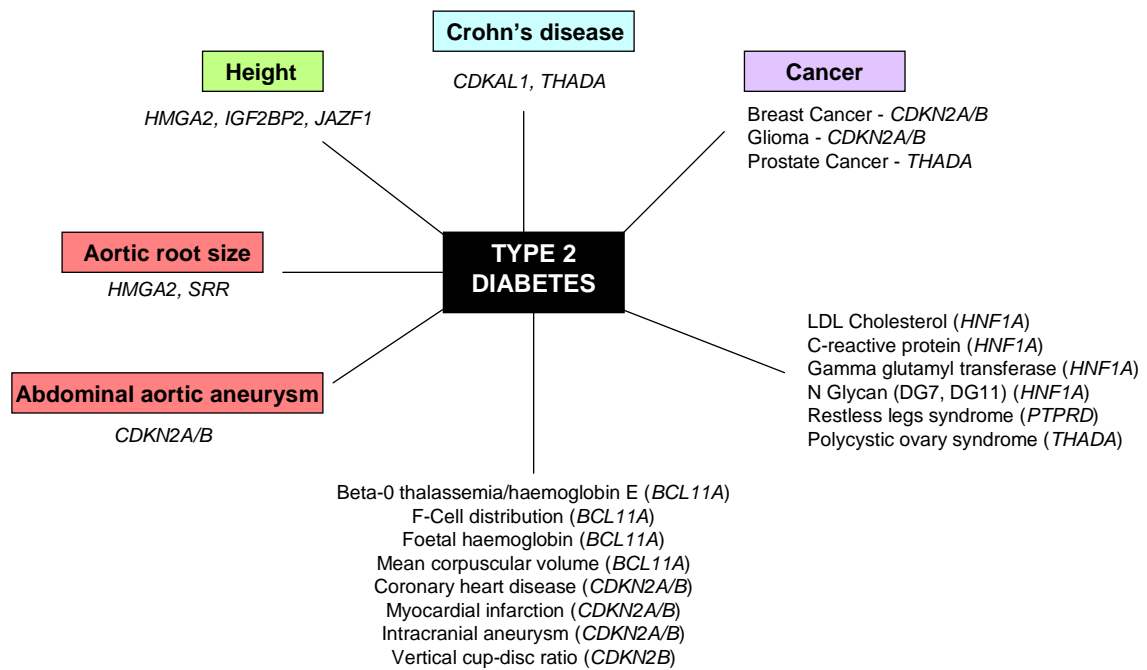 Crohn's disease
CDKAL1, THADA
Height
HMGA2, IGF2BP2, JAZF1
Cancer
Breast Cancer - CDKN2A/B
Glioma - CDKN2A/B
Prostate Cancer - THADA
Aortic root size
HMGA2, SRR
TYPE 2
DIABETES
Abdominal aortic aneurysm
CDKN2A/B
LDL Cholesterol (HNF1A)
C-reactive protein (HNF1A)
Gamma glutamyl transferase (HNF1A)
N Glycan (DG7, DG11) (HNF1A)
Restless legs syndrome (PTPRD)
Polycystic ovary syndrome (THADA)
Beta-0 thalassemia/haemoglobin E (BCL11A)
F-Cell distribution (BCL11A)
Foetal haemoglobin (BCL11A)
Mean corpuscular volume (BCL11A)
Coronary heart disease (CDKN2A/B)
Myocardial infarction (CDKN2A/B)
Intracranial aneurysm (CDKN2A/B)
Vertical cup-disc ratio (CDKN2B)